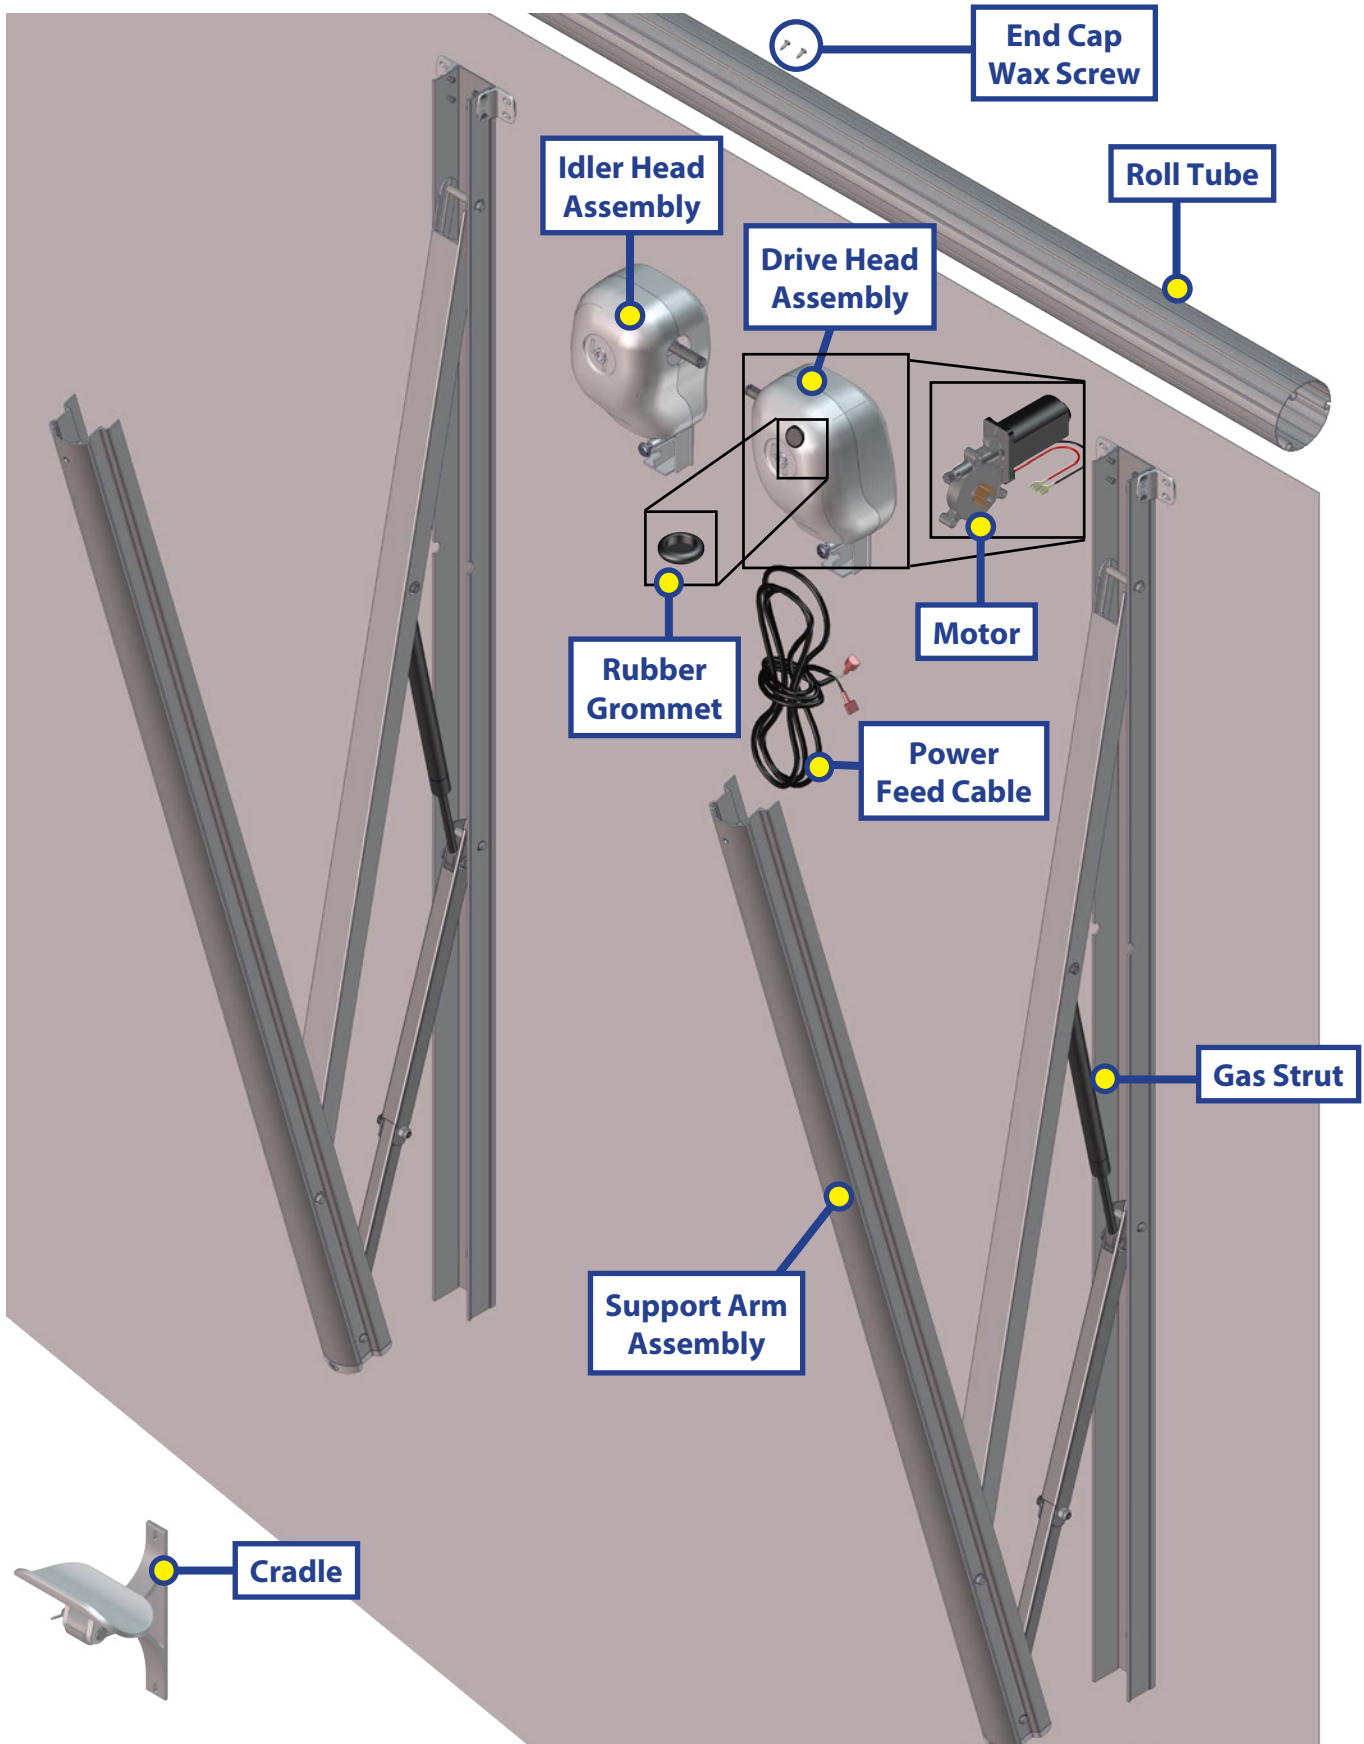 End Cap
Wax Screw
Roll Tube
Idler Head
Assembly
Drive Head
Assembly
Motor
Rubber
Grommet
Power
Feed Cable
Gas Strut
Support Arm
Assembly
Cradle